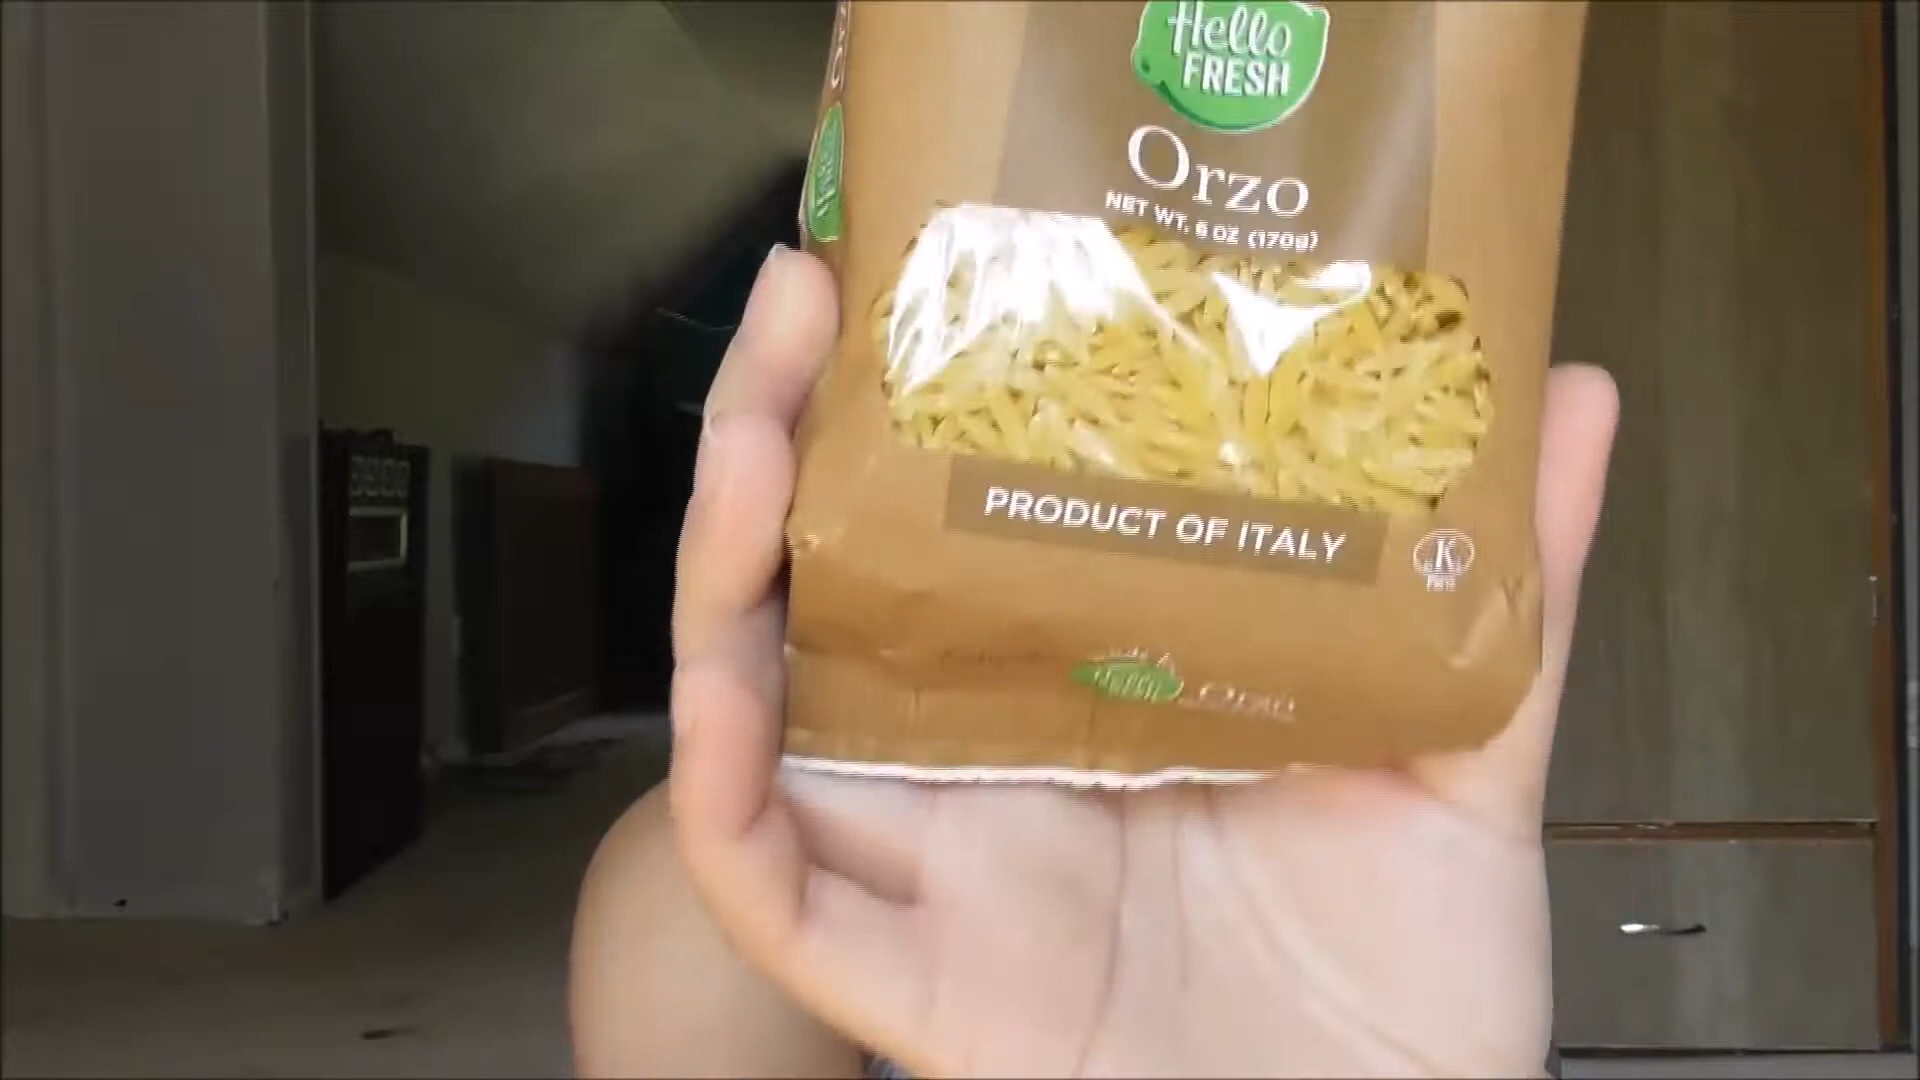 Hello
FRESH
Orzo
NET WT. 6 OZ (170g)
PRODUCT OF ITALY
K